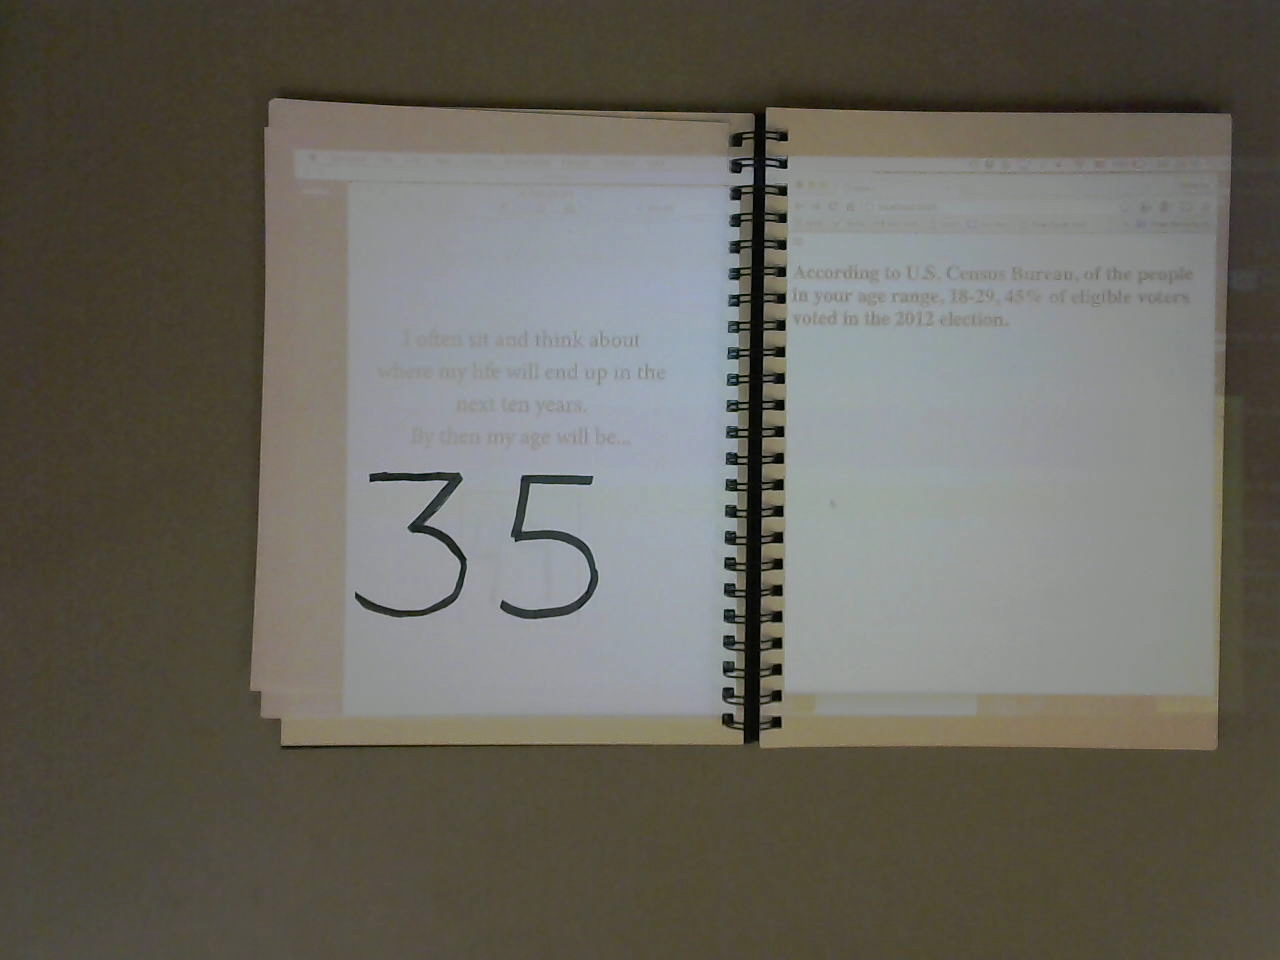 I often sit and think about
where my life will end up in the
next ten years.
By then my age will be...
35
According to U.S. Census Bureau, of the people
in your age range, 18-29, 45% of eligible voters
voted in the 2012 election.